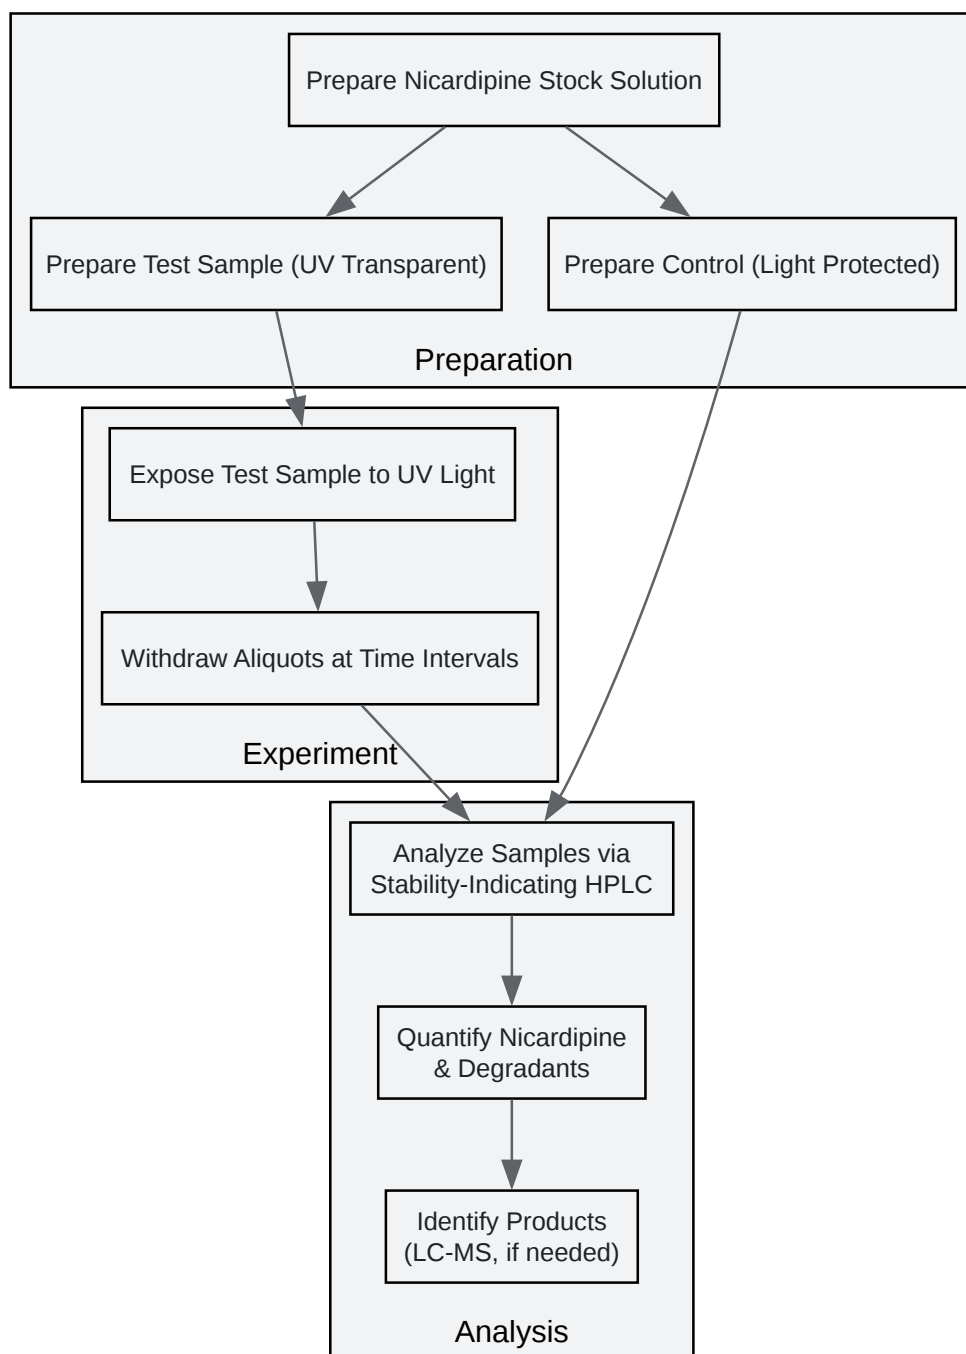 Prepare Nicardipine Stock Solution
Prepare Test Sample (UV Transparent)
Prepare Control (Light Protected)
Preparation
Expose Test Sample to UV Light
Withdraw Aliquots at Time Intervals
Experiment
Analyze Samples via
Stability-Indicating HPLC
Quantify Nicardipine
& Degradants
Identify Products
(LC-MS, if needed)
Analysis